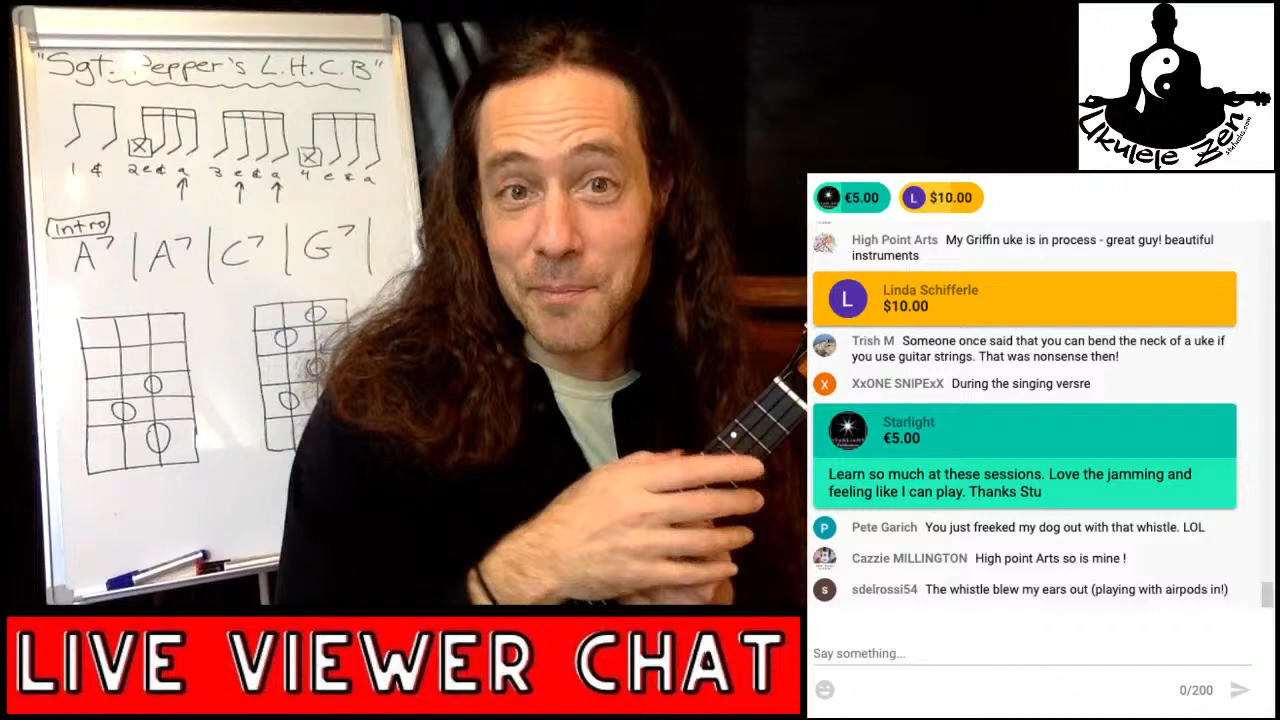 "Sgt. Pepper's L.H.C.B"
1 & 2 e & a 3 e & a 4 e & a
Intro
A7 | A7 | C7 | G7 |
LIVE VIEWER CHAT
Ukulele Zen
€5.00
L $10.00
High Point Arts My Griffin uke is in process - great guy! beautiful
instruments
L
Linda Schifferle
$10.00
Trish M Someone once said that you can bend the neck of a uke if
you use guitar strings. That was nonsense then!
X XxONE SNIPExX During the singing versre
Starlight
€5.00
Learn so much at these sessions. Love the jamming and
feeling like I can play. Thanks Stu
P Pete Garich You just freeked my dog out with that whistle. LOL
Cazzie MILLINGTON High point Arts so is mine !
s sdelrossi54 The whistle blew my ears out (playing with airpods in!)
Say something...
0/200